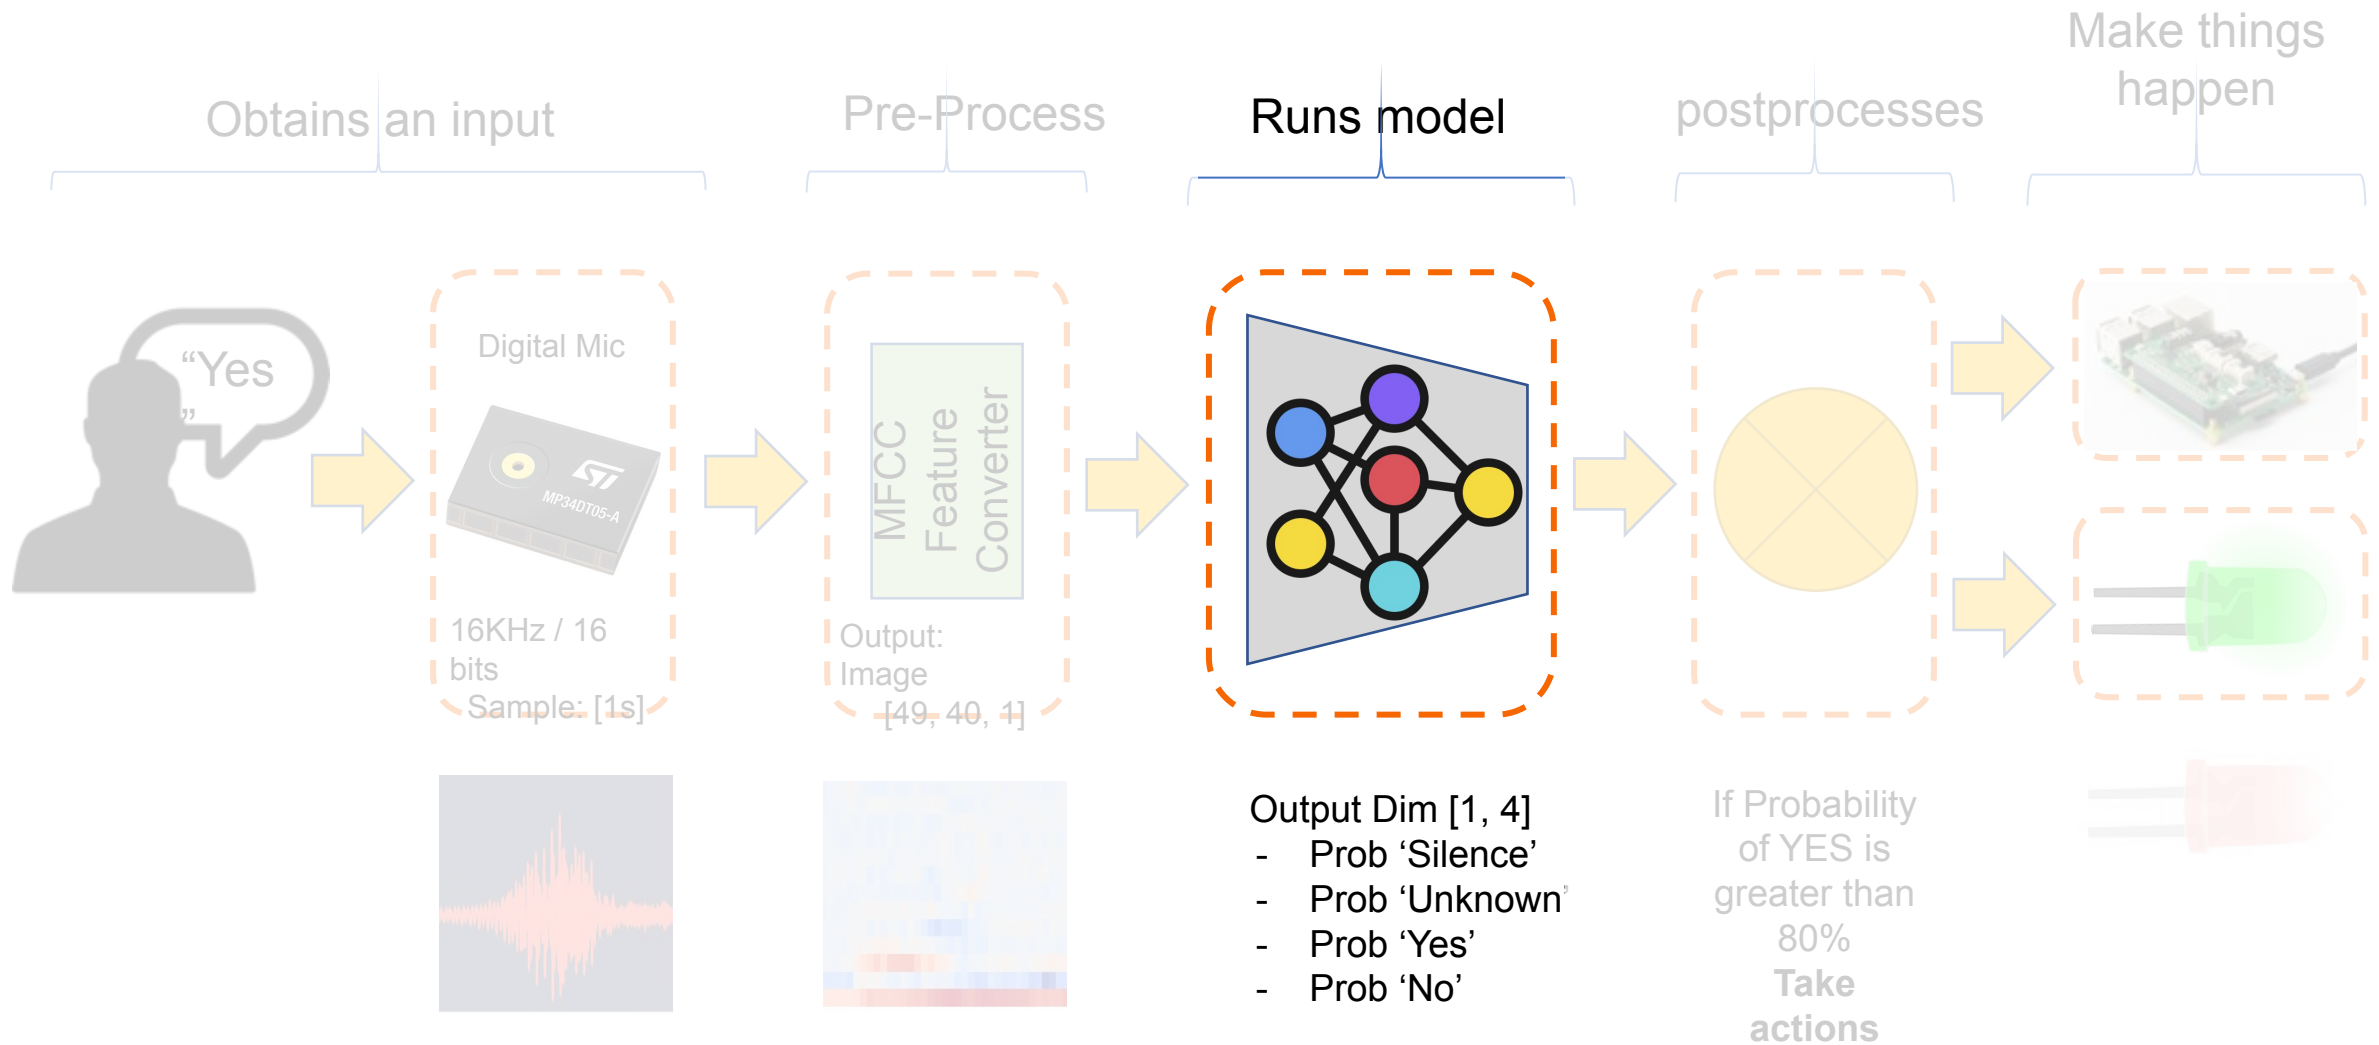 Obtains an input
Pre-Process
Runs model
postprocesses
Make things
happen
“Yes
”
Digital Mic
ST
MP34DT05-A
16KHz / 16
bits
Sample: [1s]
MFCC
Feature
Converter
Output:
Image
[49, 40, 1]
Output Dim [1, 4]
- Prob ‘Silence’
- Prob ‘Unknown’
- Prob ‘Yes’
- Prob ‘No’
If Probability
of YES is
greater than
80%
Take
actions